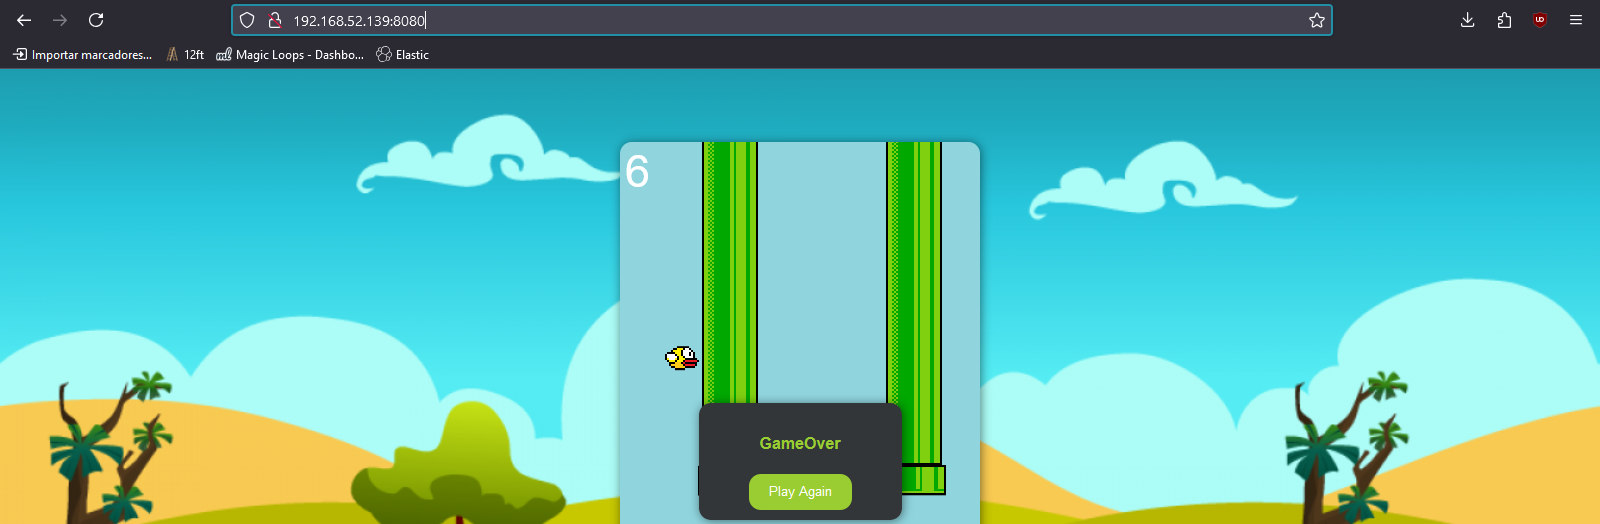 192.168.52.139:8080
Importar marcadores... 12ft Magic Loops - Dashbo... Elastic
6
GameOver
Play Again